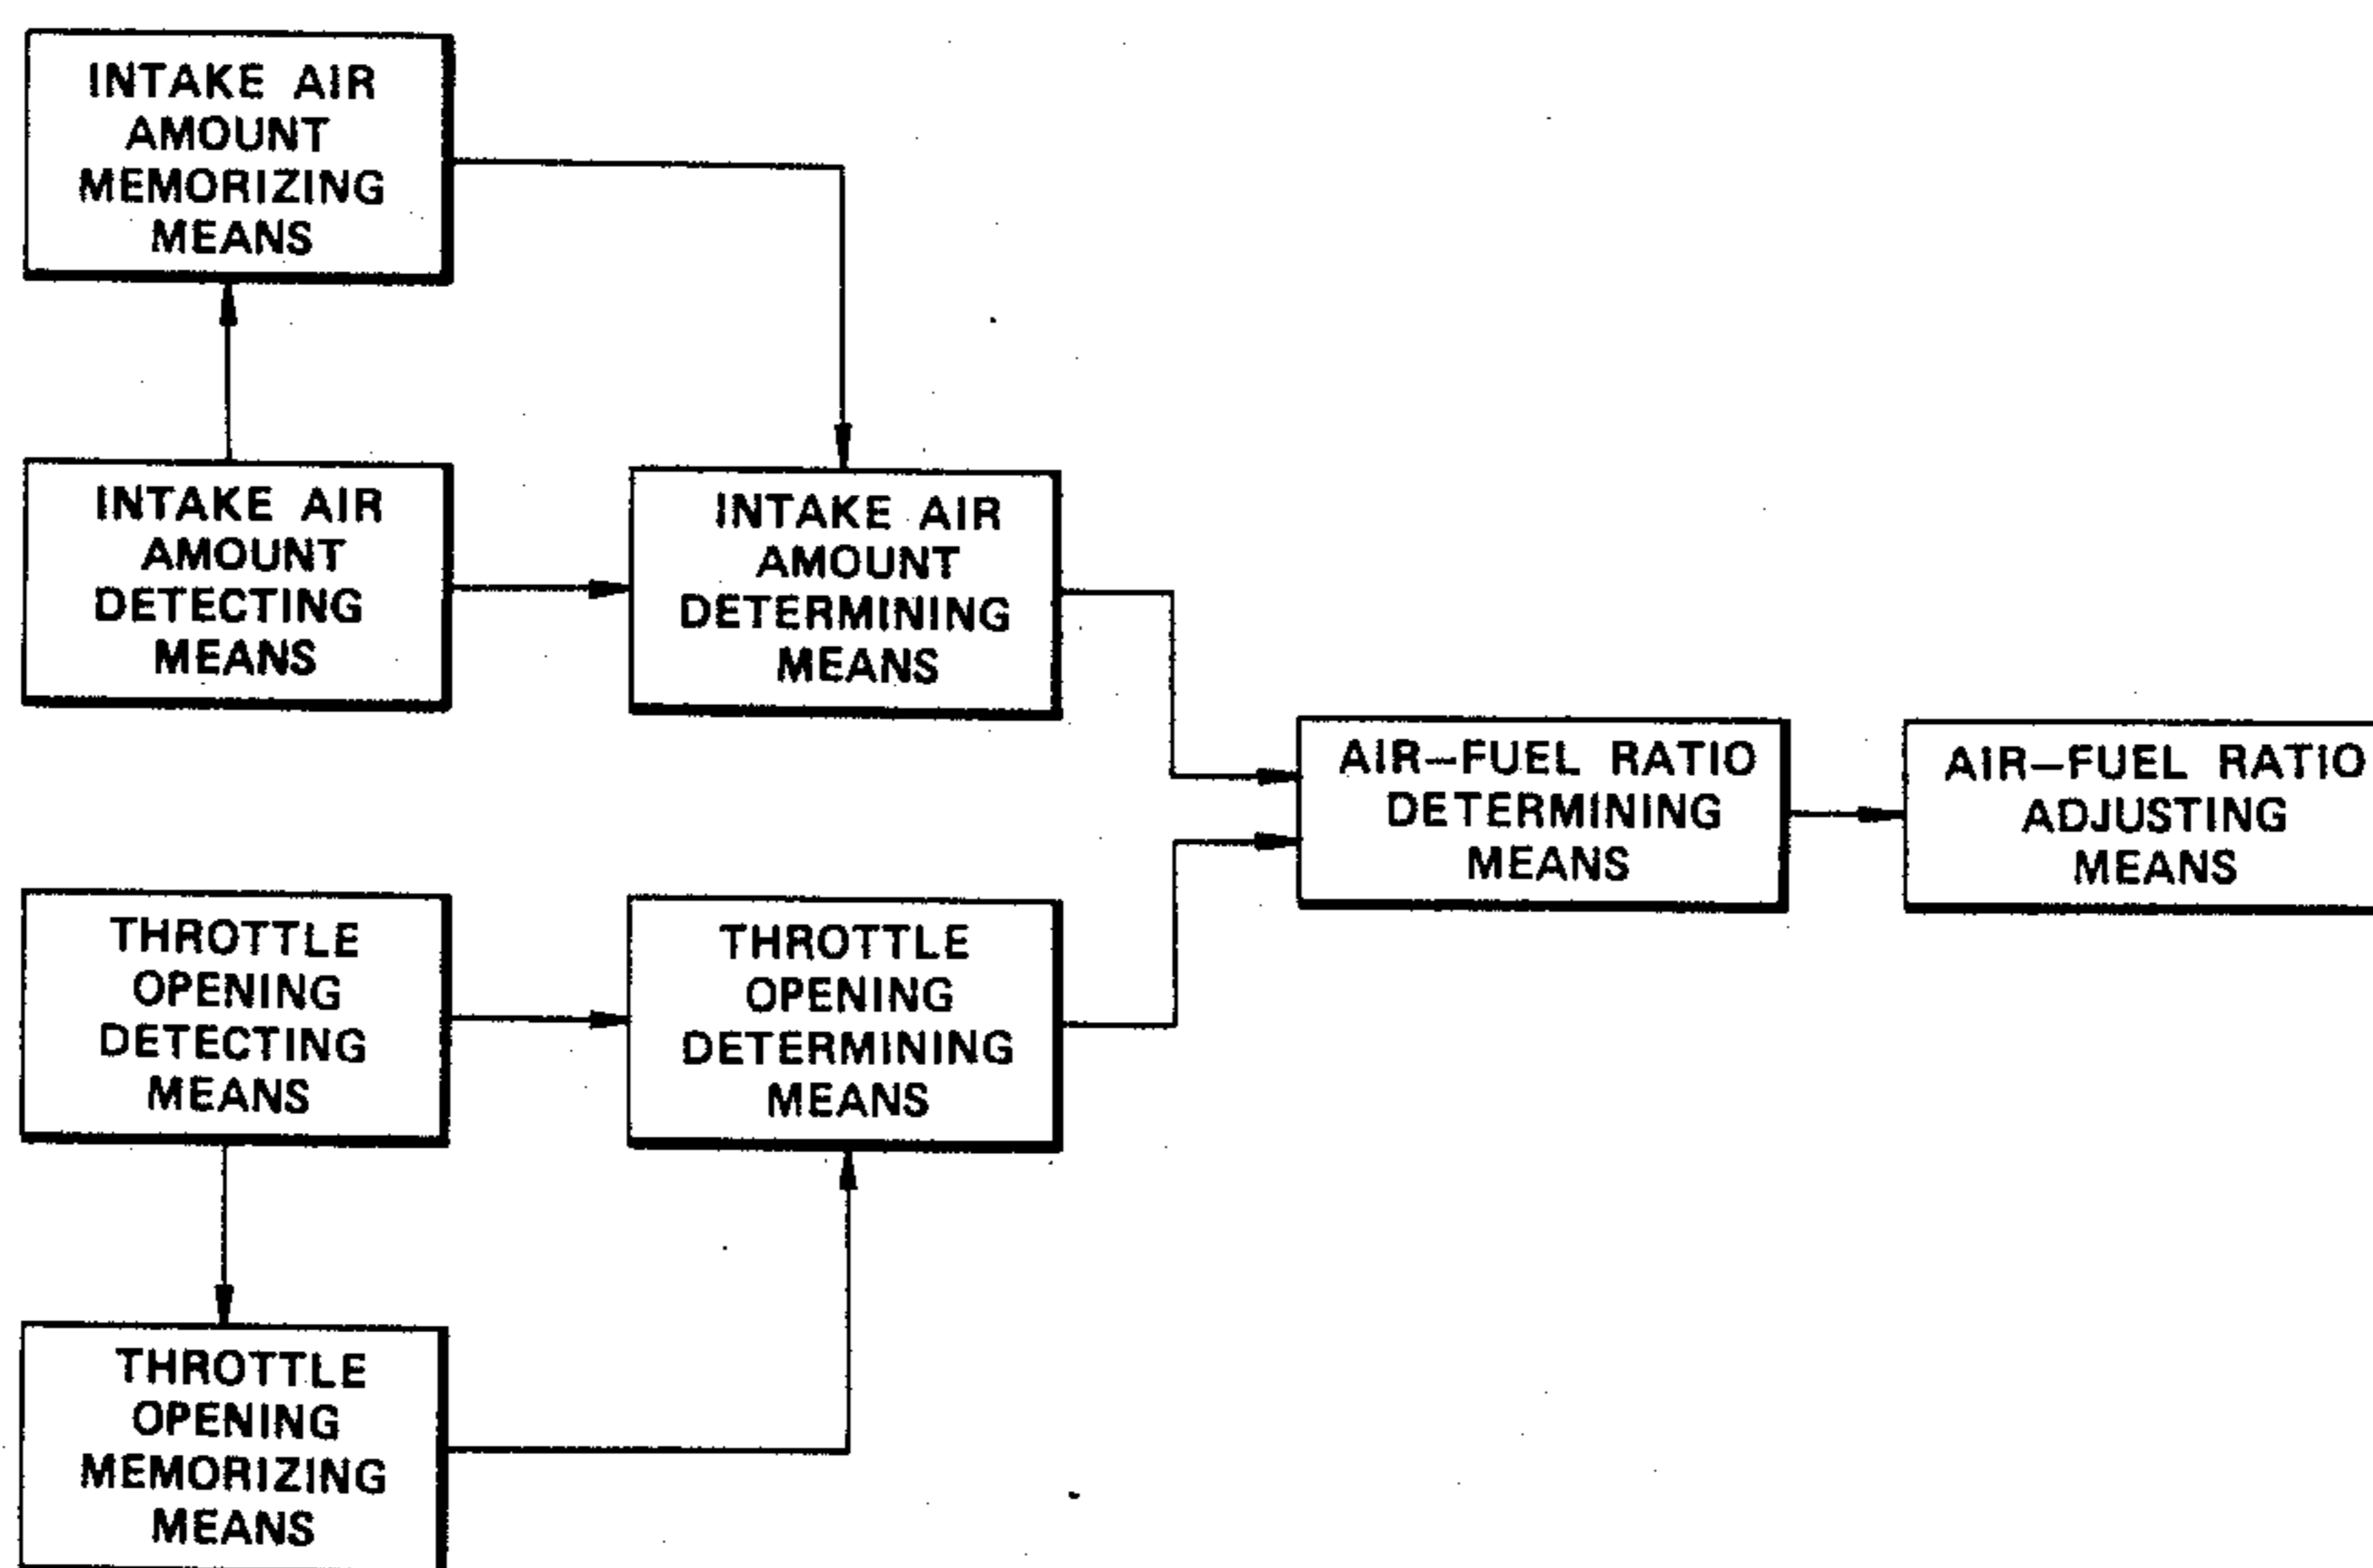 INTAKE AIR
AMOUNT
MEMORIZING
MEANS
INTAKE AIR
AMOUNT
DETECTING
MEANS
INTAKE AIR
AMOUNT
DETERMINING
MEANS
AIR–FUEL RATIO
DETERMINING
MEANS
AIR–FUEL RATIO
ADJUSTING
MEANS
THROTTLE
OPENING
DETECTING
MEANS
THROTTLE
OPENING
DETERMINING
MEANS
THROTTLE
OPENING
MEMORIZING
MEANS